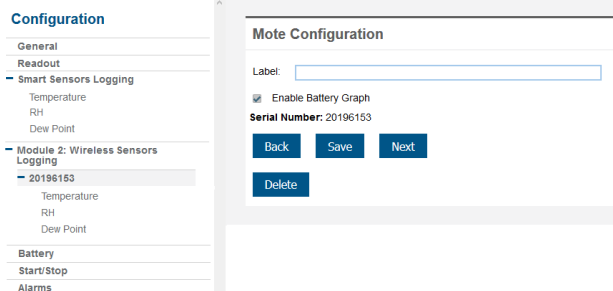 Configuration
General
Readout
Smart Sensors Logging
Temperature
RH
Dew Point
Module 2: Wireless Sensors
Logging
20196153
Temperature
RH
Dew Point
Battery
Start/Stop
Alarms
Mote Configuration
Label:
Enable Battery Graph
Serial Number: 20196153
Back Save Next
Delete